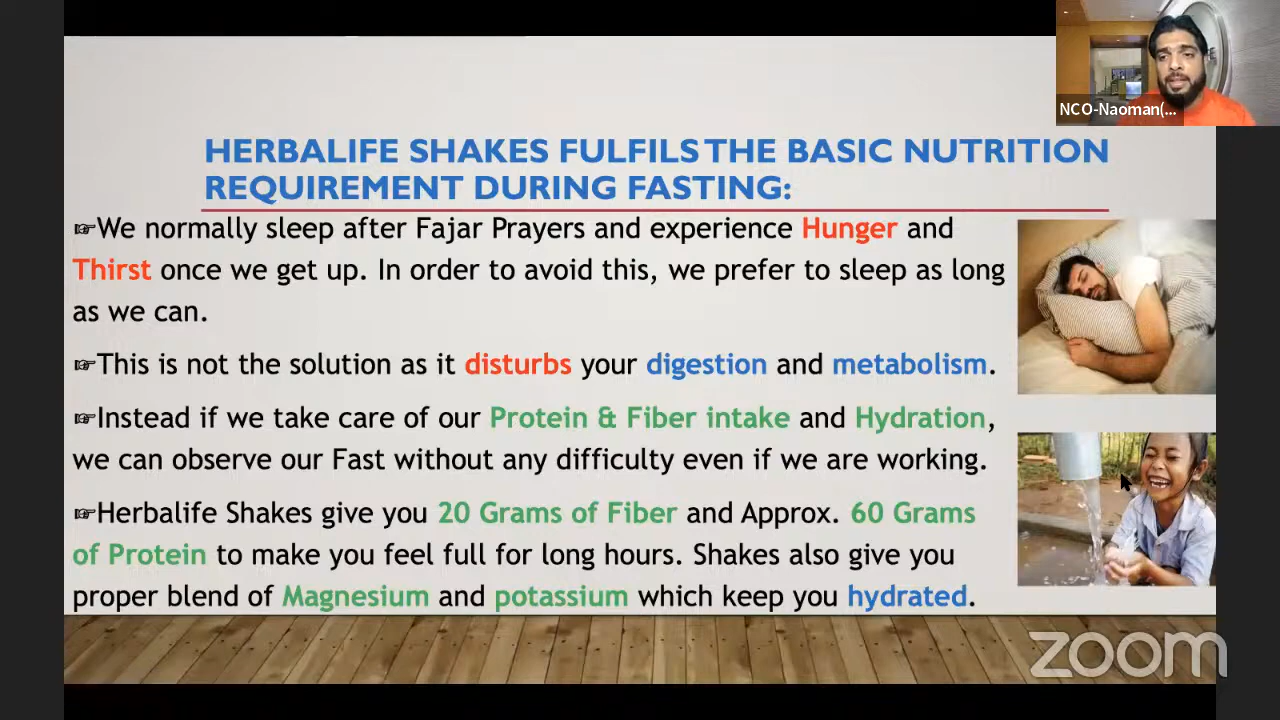 NCO-Naoman(...
HERBALIFE SHAKES FULFILS THE BASIC NUTRITION
REQUIREMENT DURING FASTING:
☞We normally sleep after Fajar Prayers and experience Hunger and
Thirst once we get up. In order to avoid this, we prefer to sleep as long
as we can.
☞This is not the solution as it disturbs your digestion and metabolism.
☞Instead if we take care of our Protein & Fiber intake and Hydration,
we can observe our Fast without any difficulty even if we are working.
☞Herbalife Shakes give you 20 Grams of Fiber and Approx. 60 Grams
of Protein to make you feel full for long hours. Shakes also give you
proper blend of Magnesium and potassium which keep you hydrated.
zoom